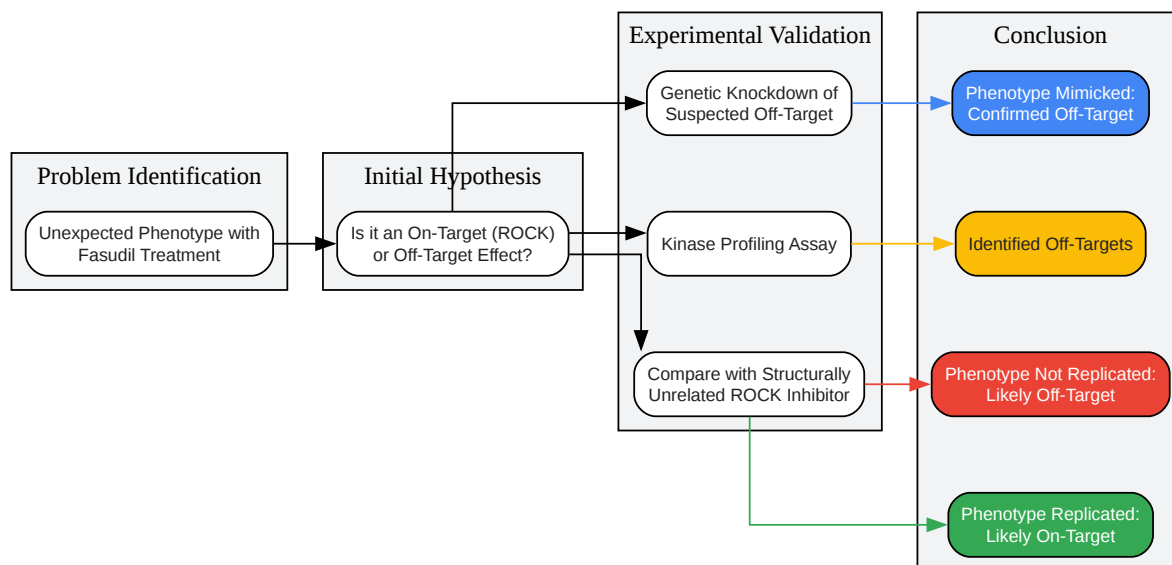 Problem Identification
Unexpected Phenotype with
Fasudil Treatment
Initial Hypothesis
Is it an On-Target (ROCK)
or Off-Target Effect?
Experimental Validation
Genetic Knockdown of
Suspected Off-Target
Kinase Profiling Assay
Compare with Structurally
Unrelated ROCK Inhibitor
Conclusion
Phenotype Mimicked:
Confirmed Off-Target
Identified Off-Targets
Phenotype Not Replicated:
Likely Off-Target
Phenotype Replicated:
Likely On-Target